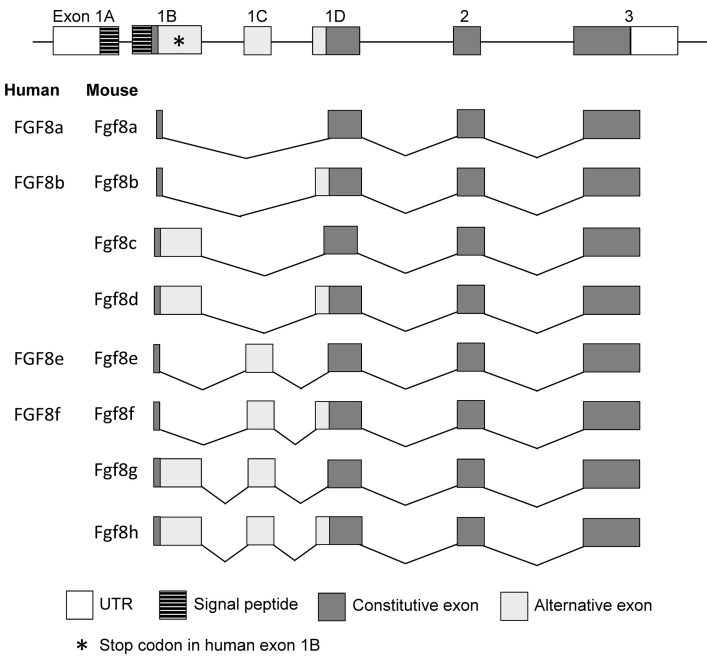 Exon 1A 1B 1C 1D 2 3
*
Human Mouse
FGF8a Fgf8a
FGF8b Fgf8b
Fgf8c
Fgf8d
FGF8e Fgf8e
FGF8f Fgf8f
Fgf8g
Fgf8h
UTR Signal peptide Constitutive exon Alternative exon
* Stop codon in human exon 1B